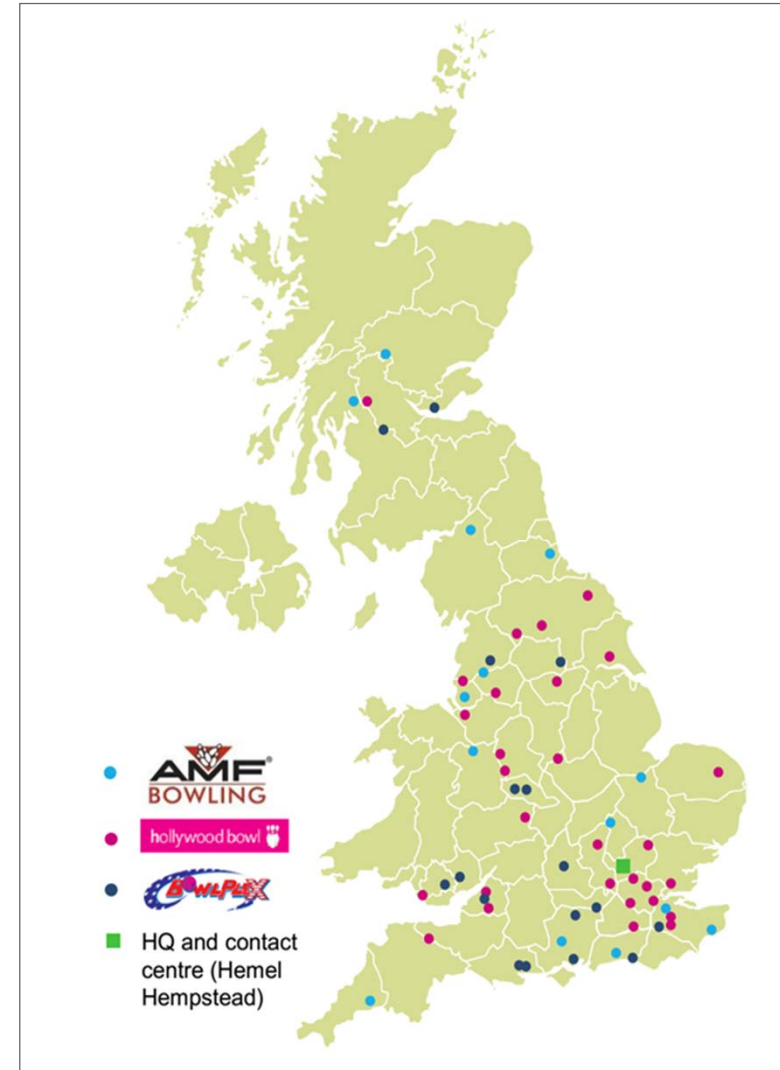 AMF®
BOWLING
hollywood bowl
BOWLPLEX
HQ and contact
centre (Hemel
Hempstead)